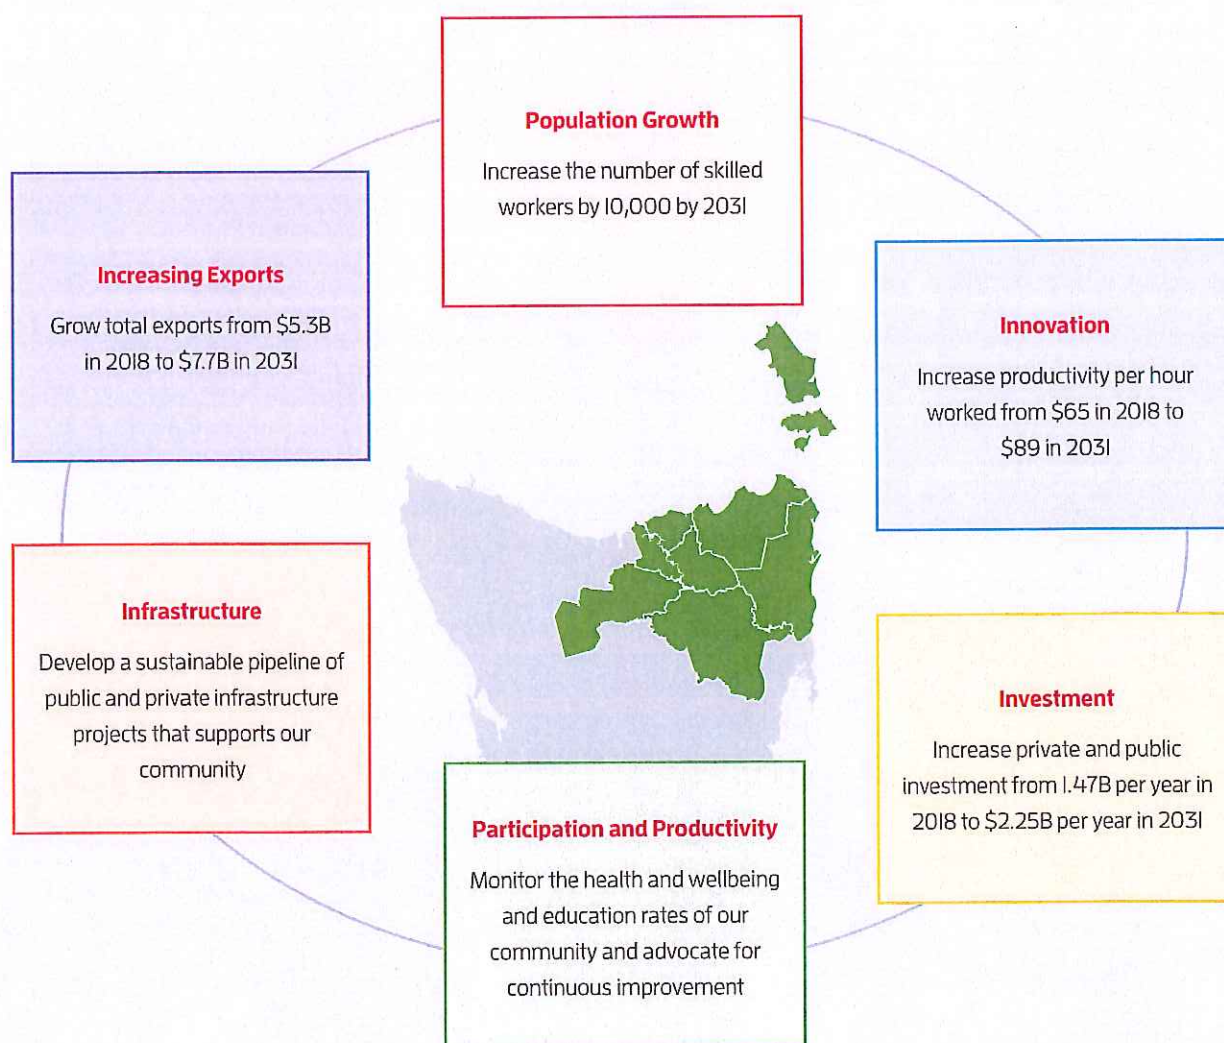 Population Growth
Increase the number of skilled
workers by 10,000 by 2031
Increasing Exports
Grow total exports from $5.3B
in 2018 to $7.7B in 2031
Innovation
Increase productivity per hour
worked from $65 in 2018 to
$89 in 2031
Infrastructure
Develop a sustainable pipeline of
public and private infrastructure
projects that supports our
community
Investment
Increase private and public
investment from 1.47B per year in
2018 to $2.25B per year in 2031
Participation and Productivity
Monitor the health and wellbeing
and education rates of our
community and advocate for
continuous improvement